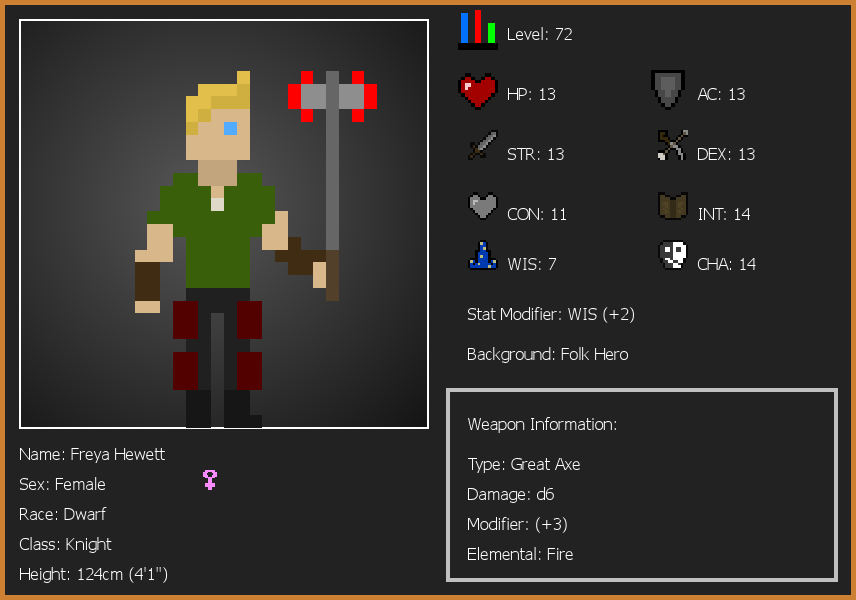 Level: 72
HP: 13
AC: 13
STR: 13
DEX: 13
CON: 11
INT: 14
WIS: 7
CHA: 14
Stat Modifier: WIS (+2)
Background: Folk Hero
Weapon Information:
Type: Great Axe
Damage: d6
Modifier: (+3)
Elemental: Fire
Name: Freya Hewett
Sex: Female
Race: Dwarf
Class: Knight
Height: 124cm (4'1")